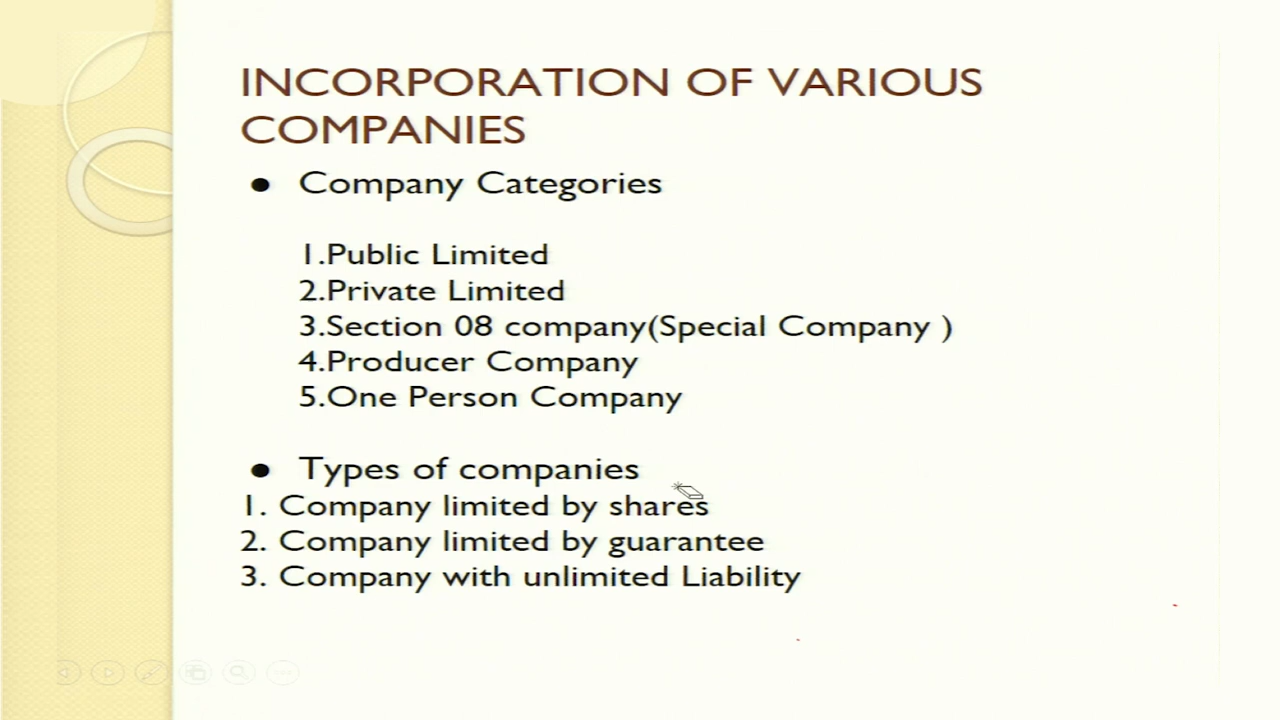 INCORPORATION OF VARIOUS
COMPANIES
● Company Categories
1.Public Limited
2.Private Limited
3.Section 08 company(Special Company )
4.Producer Company
5.One Person Company
● Types of companies
1. Company limited by shares
2. Company limited by guarantee
3. Company with unlimited Liability